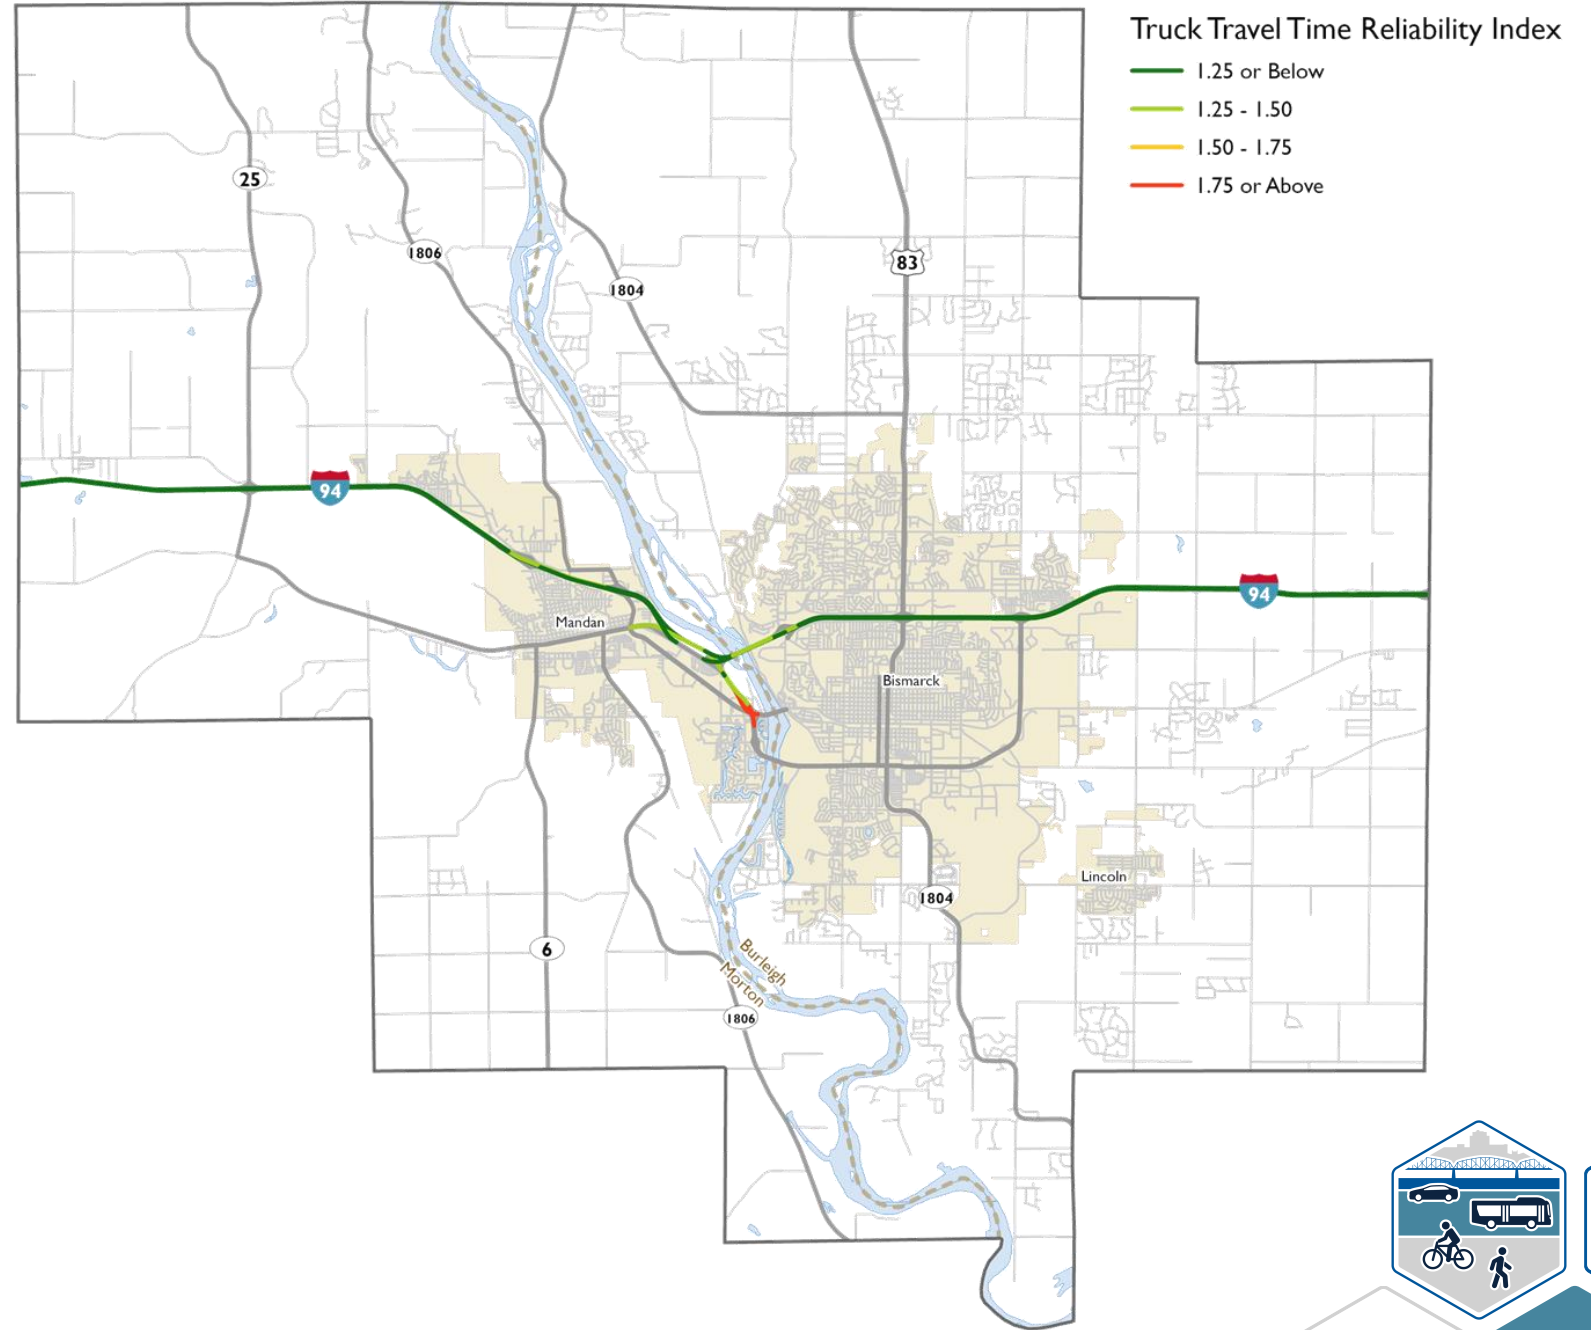 Truck Travel Time Reliability Index
1.25 or Below
1.25 - 1.50
1.50 - 1.75
1.75 or Above
25
1806
1804
83
94
94
Mandan
Bismarck
Lincoln
1804
6
Burleigh
Morton
1806